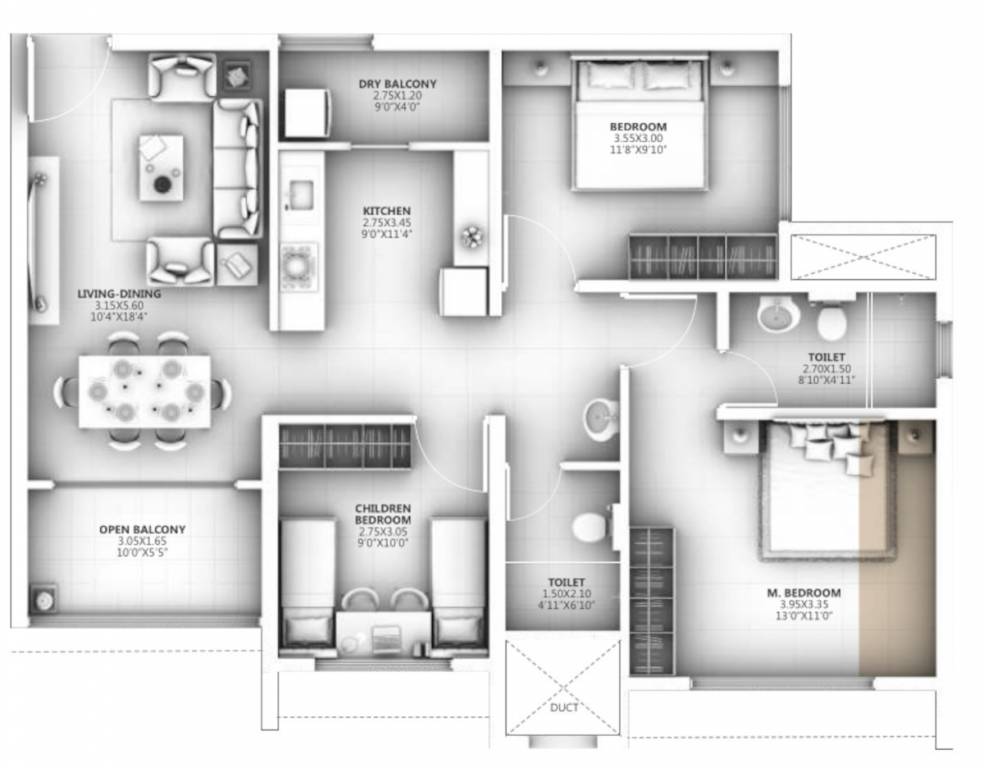 DRY BALCONY
2.75X1.20
9'0"X4'0"
BEDROOM
3.55X3.00
11'8"X9'10"
KITCHEN
2.75X3.45
9'0"X11'4"
LIVING-DINING
3.15X5.60
10'4"X18'4"
TOILET
2.70X1.50
8'10"X4'11"
OPEN BALCONY
3.05X1.65
10'0"X5'5"
CHILDREN
BEDROOM
2.75X3.05
9'0"X10'0"
TOILET
1.50X2.10
4'11"X6'10"
M. BEDROOM
3.95X3.35
13'0"X11'0"
DUCT